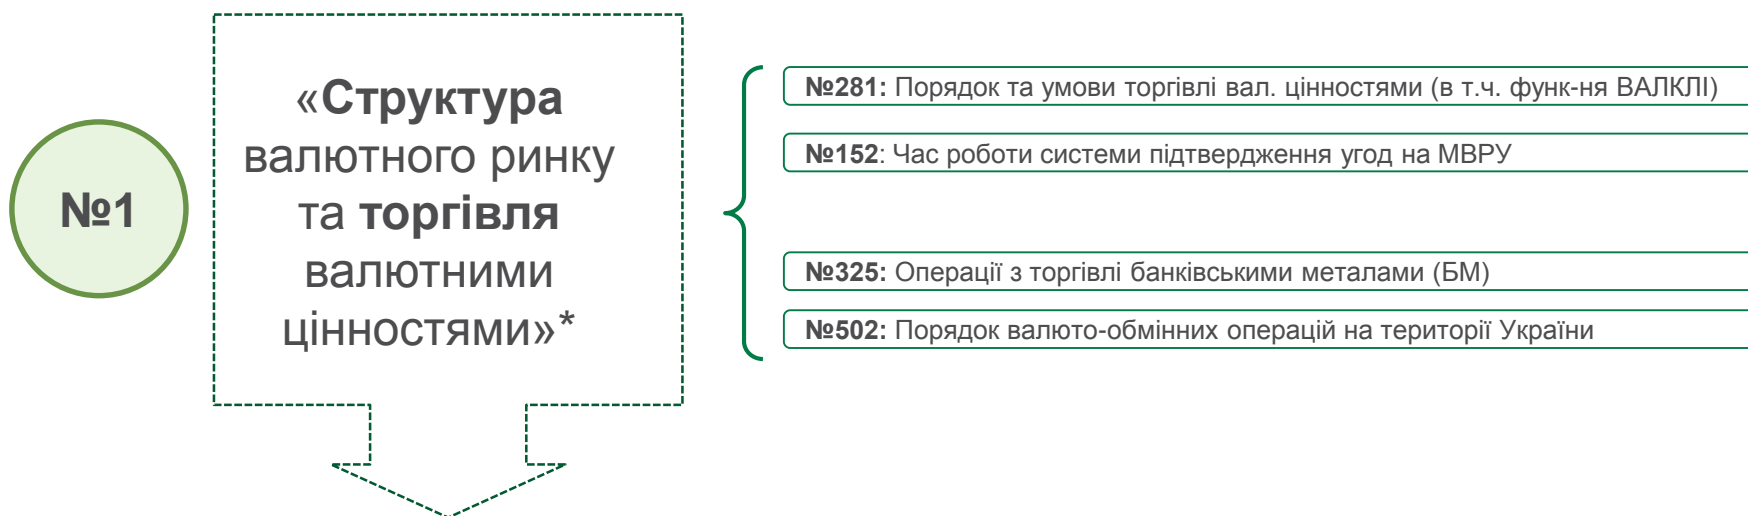 №1
«Структура
валютного ринку
та торгівля
валютними
цінностями»*
№281: Порядок та умови торгівлі вал. цінностями (в т.ч. функ-ня ВАЛКЛІ)
№152: Час роботи системи підтвердження угод на МВРУ
№325: Операції з торгівлі банківськими металами (БМ)
№502: Порядок валюто-обмінних операцій на території України